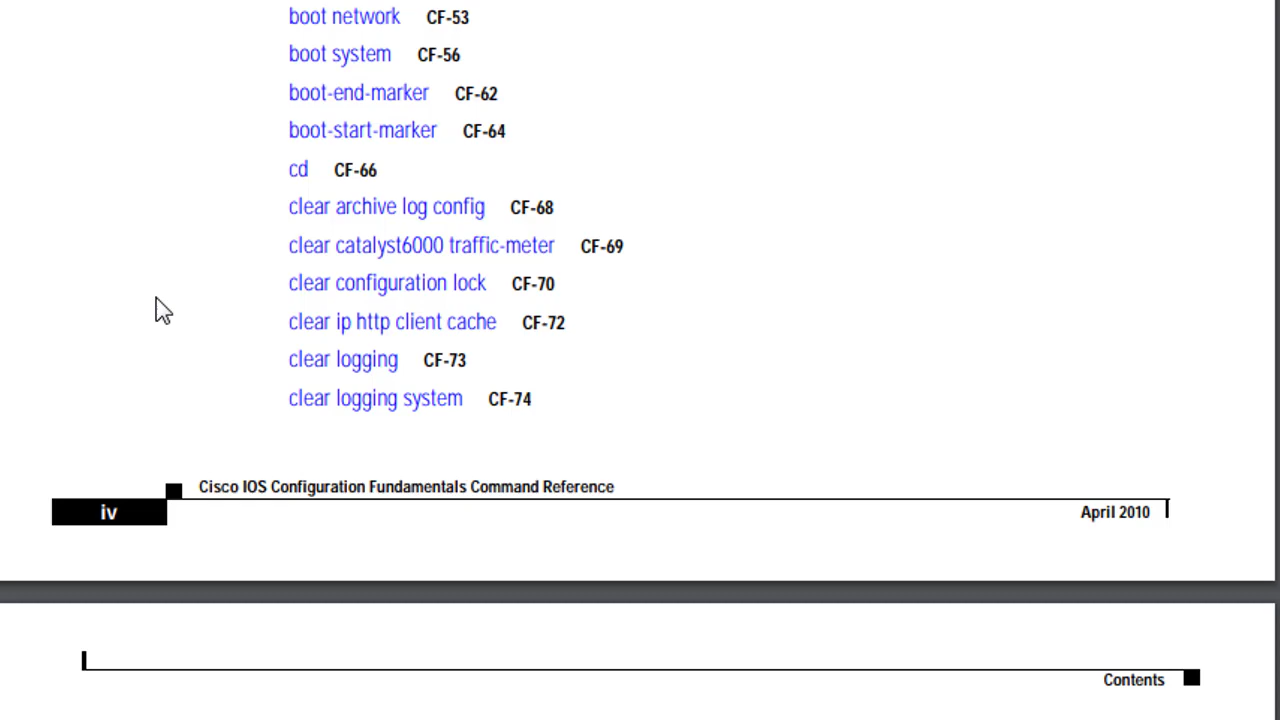 boot network CF-53
boot system CF-56
boot-end-marker CF-62
boot-start-marker CF-64
cd CF-66
clear archive log config CF-68
clear catalyst6000 traffic-meter CF-69
clear configuration lock CF-70
clear ip http client cache CF-72
clear logging CF-73
clear logging system CF-74
Cisco IOS Configuration Fundamentals Command Reference
iv
April 2010
Contents